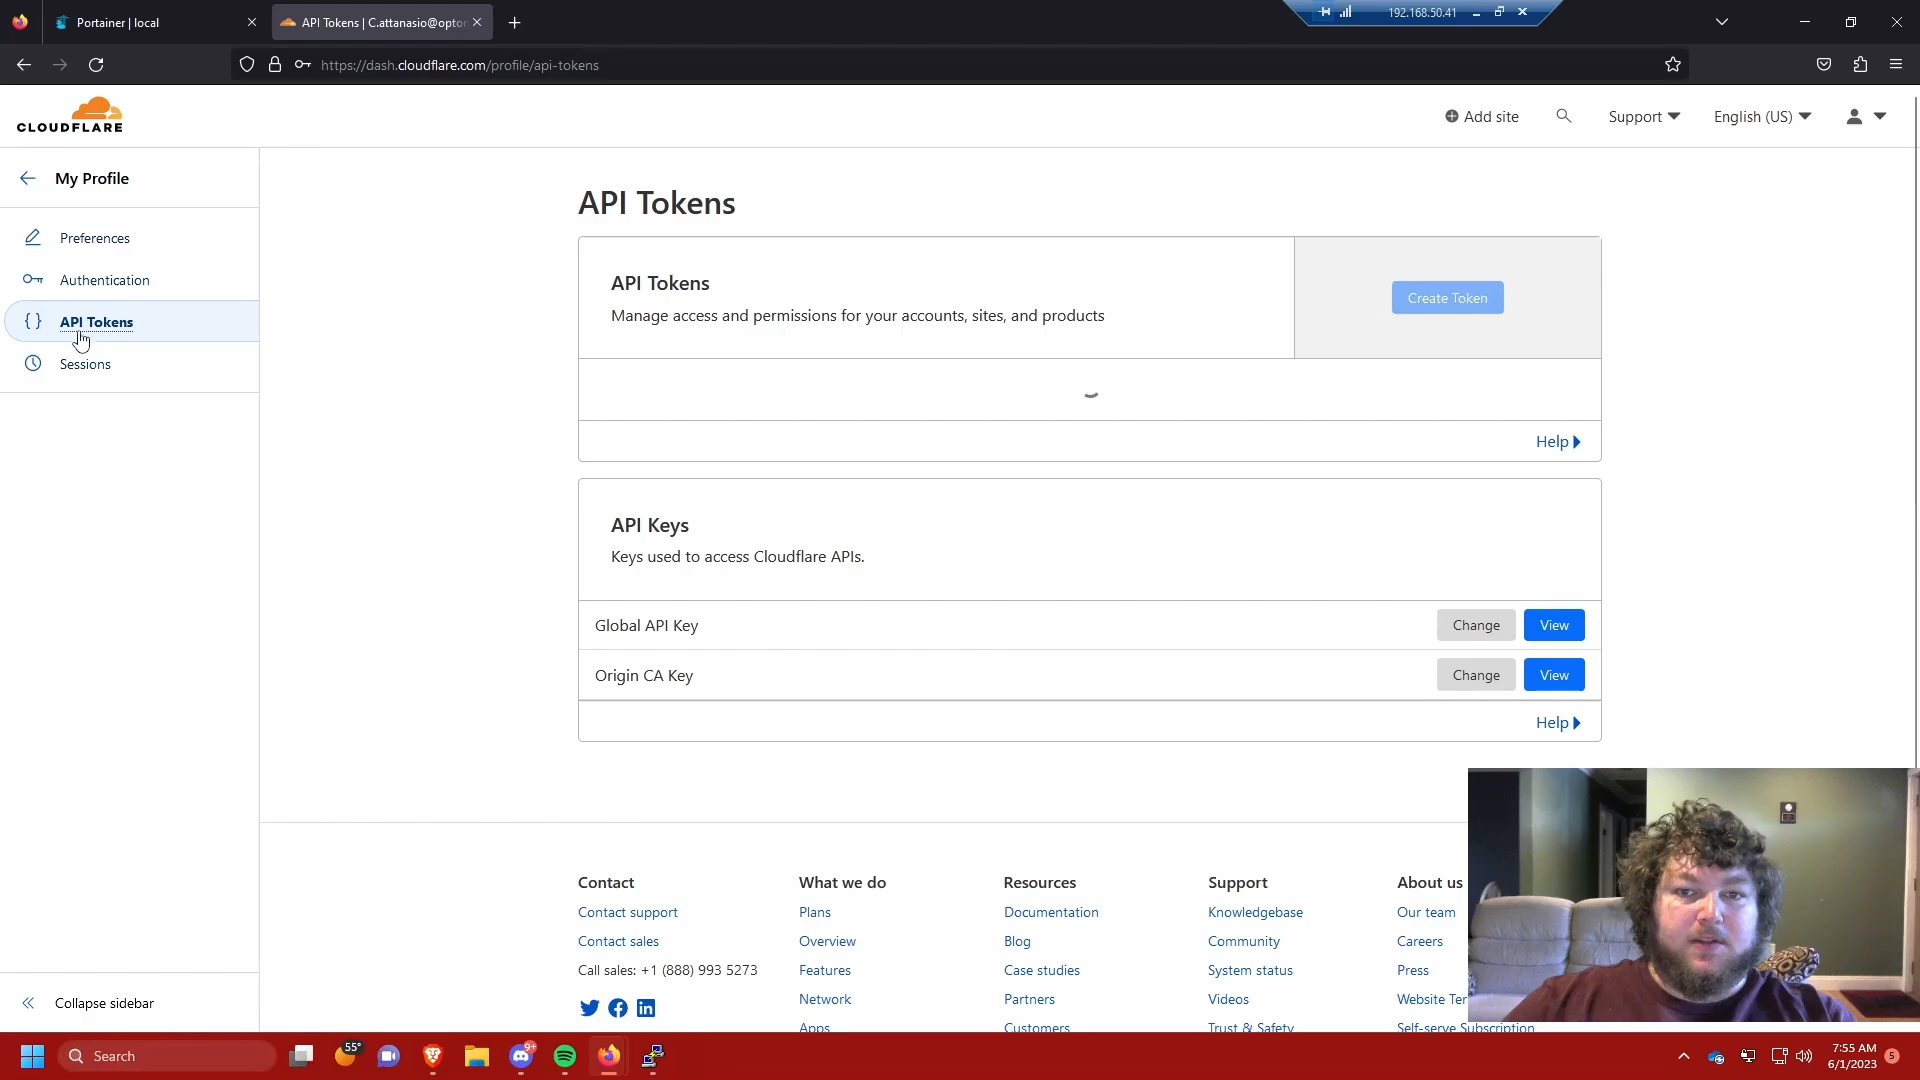 Portainer | local
API Tokens | C.attanasio@opto
192.168.50.41
https://dash.cloudflare.com/profile/api-tokens
CLOUDFLARE
Add site
Support
English (US)
My Profile
Preferences
Authentication
API Tokens
Sessions
API Tokens
API Tokens
Manage access and permissions for your accounts, sites, and products
Create Token
Help
API Keys
Keys used to access Cloudflare APIs.
Global API Key
Change
View
Origin CA Key
Change
View
Help
Contact
Contact support
Contact sales
Call sales: +1 (888) 993 5273
What we do
Plans
Overview
Features
Network
Apps
Resources
Documentation
Blog
Case studies
Partners
Customers
Support
Knowledgebase
Community
System status
Videos
Trust & Safety
About us
Our team
Careers
Press
Website Ter
Self-serve Subscription
Collapse sidebar
Search
55°
9+
7:55 AM
6/1/2023
5